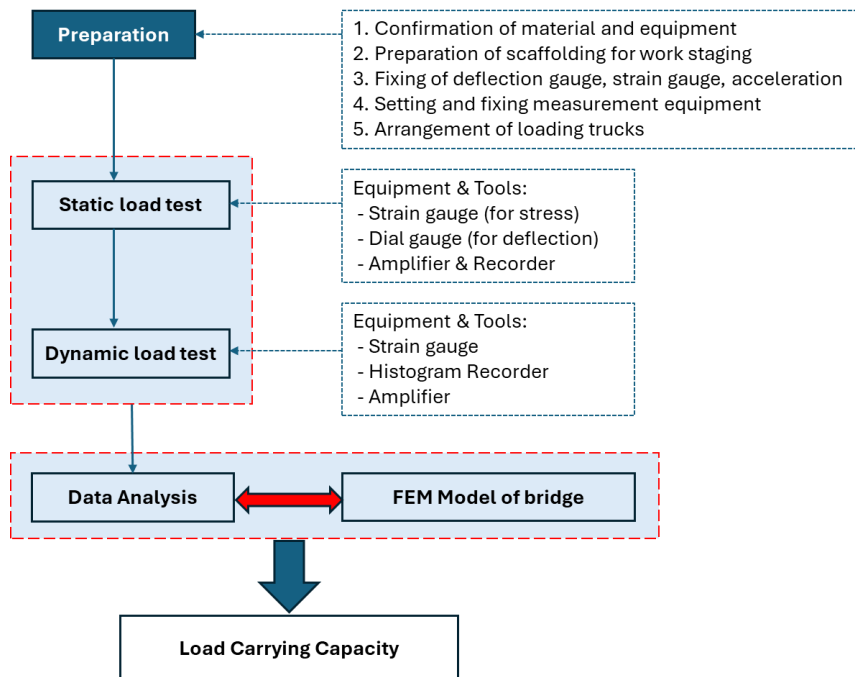 Preparation
1. Confirmation of material and equipment
2. Preparation of scaffolding for work staging
3. Fixing of deflection gauge, strain gauge, acceleration
4. Setting and fixing measurement equipment
5. Arrangement of loading trucks
Static load test
Equipment & Tools:
- Strain gauge (for stress)
- Dial gauge (for deflection)
- Amplifier & Recorder
Dynamic load test
Equipment & Tools:
- Strain gauge
- Histogram Recorder
- Amplifier
Data Analysis
FEM Model of bridge
Load Carrying Capacity